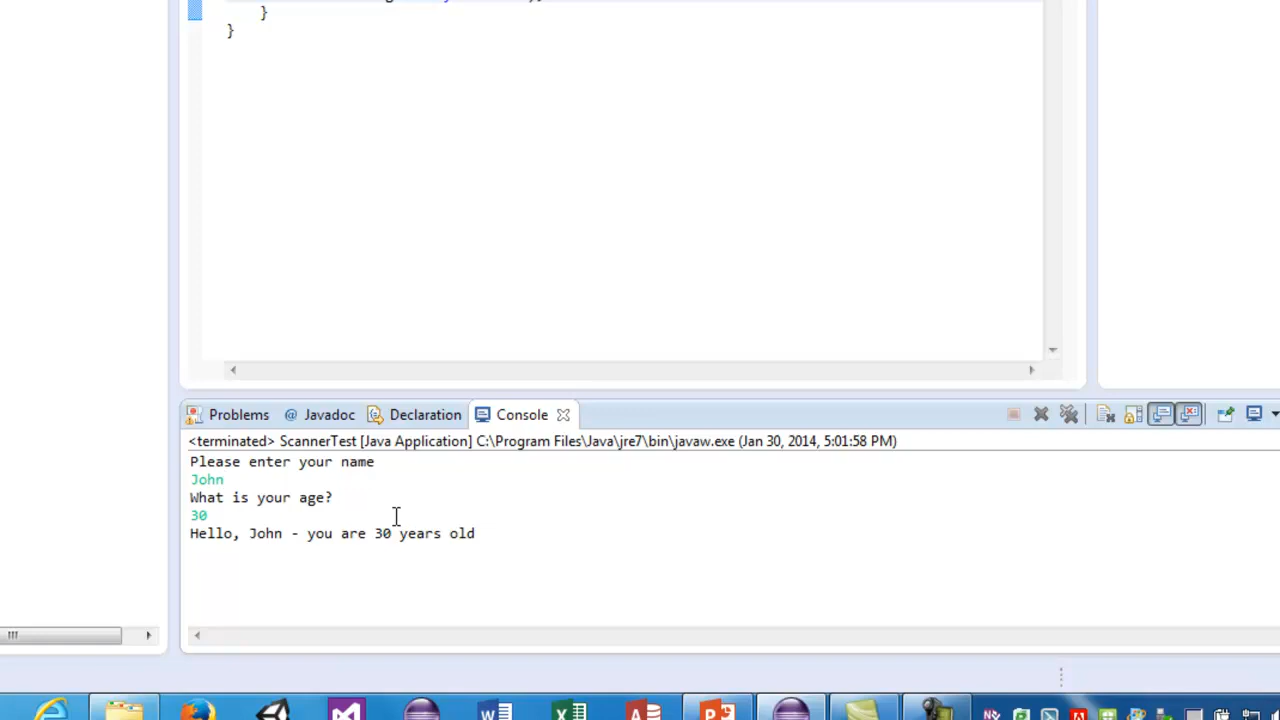 }
}
Problems @ Javadoc Declaration Console
<terminated> ScannerTest [Java Application] C:\Program Files\Java\jre7\bin\javaw.exe (Jan 30, 2014, 5:01:58 PM)
Please enter your name
John
What is your age?
30
Hello, John - you are 30 years old